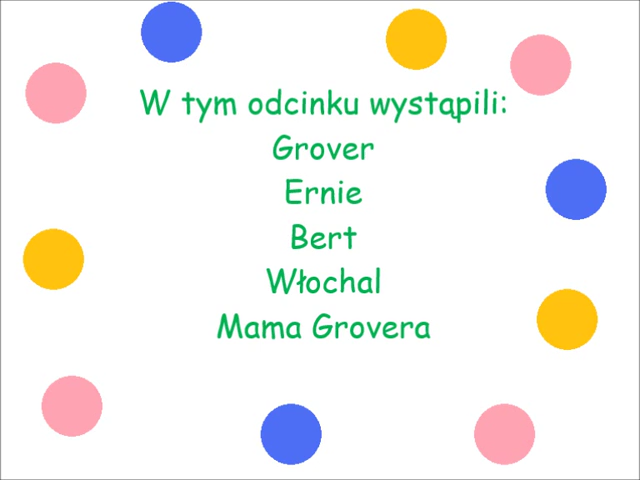 W tym odcinku wystąpili:
Grover
Ernie
Bert
Włochal
Mama Grovera